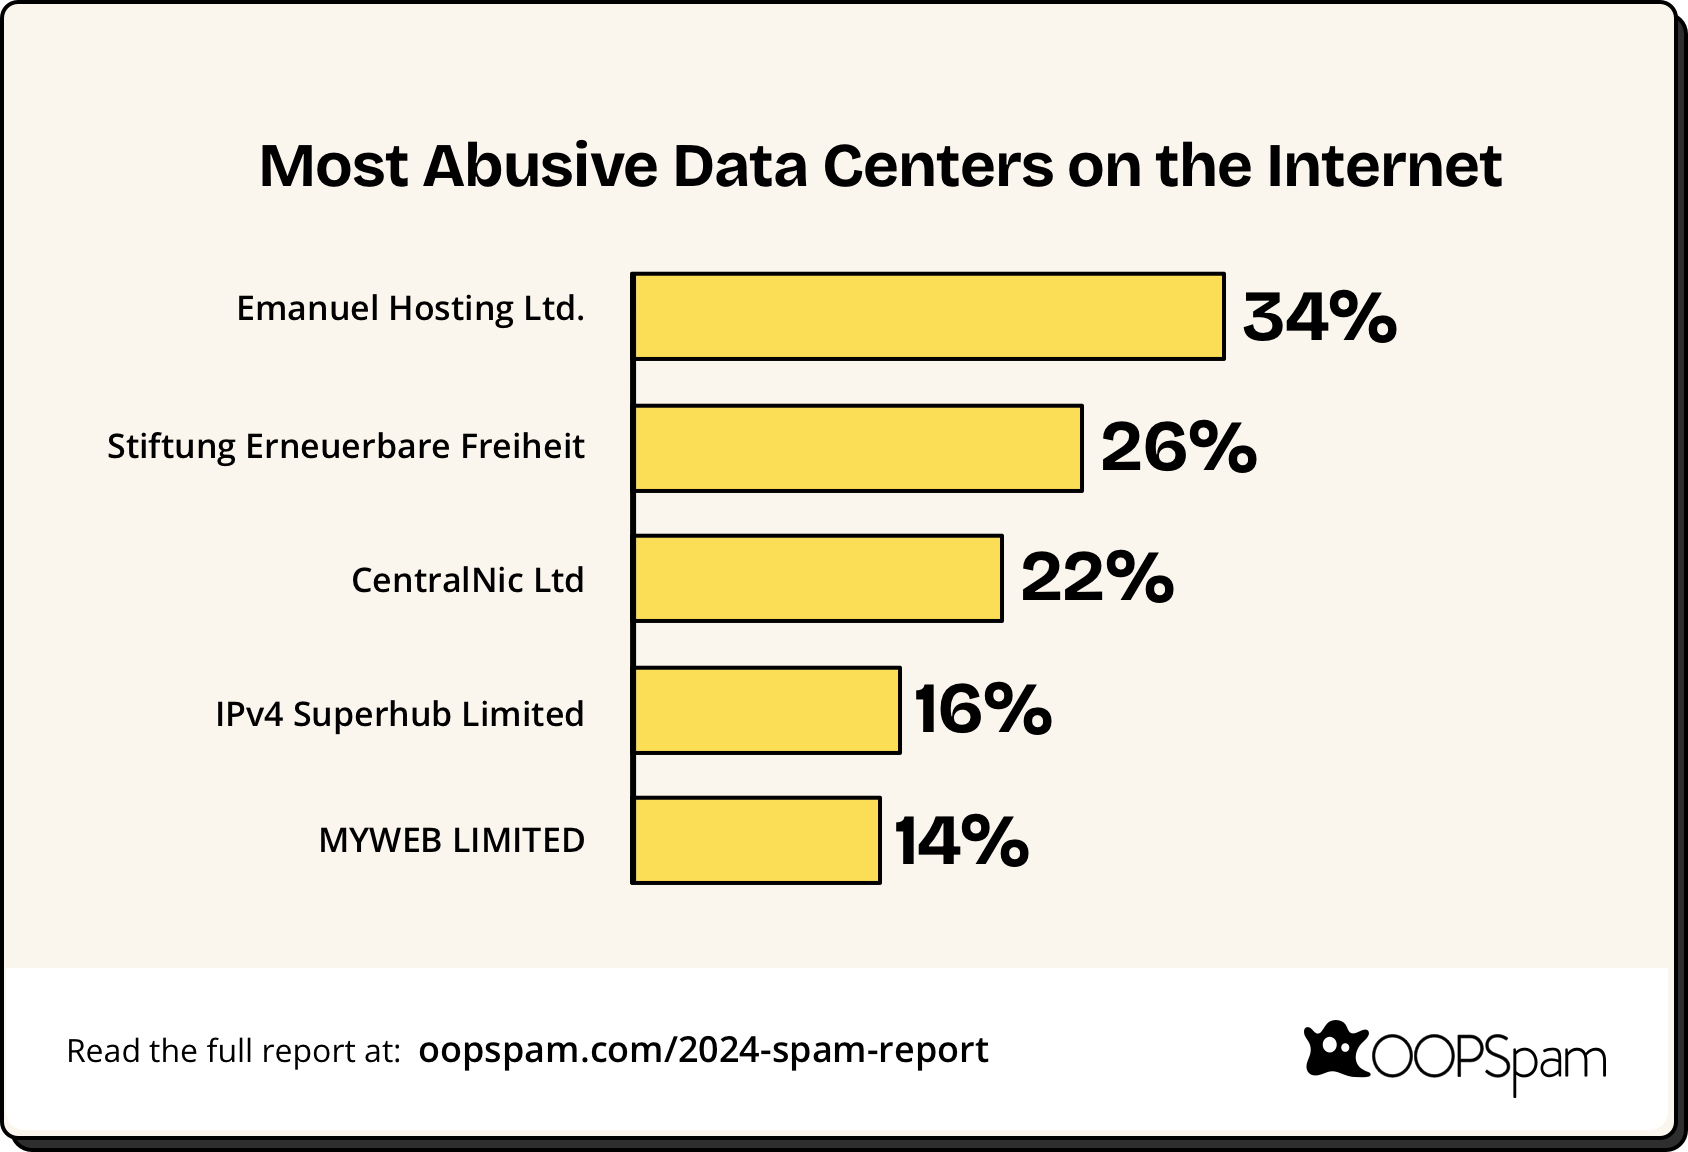 Most Abusive Data Centers on the Internet
Emanuel Hosting Ltd. 34%
Stiftung Erneuerbare Freiheit 26%
CentralNic Ltd 22%
IPv4 Superhub Limited 16%
MYWEB LIMITED 14%
Read the full report at: oopspam.com/2024-spam-report
OOPSpam